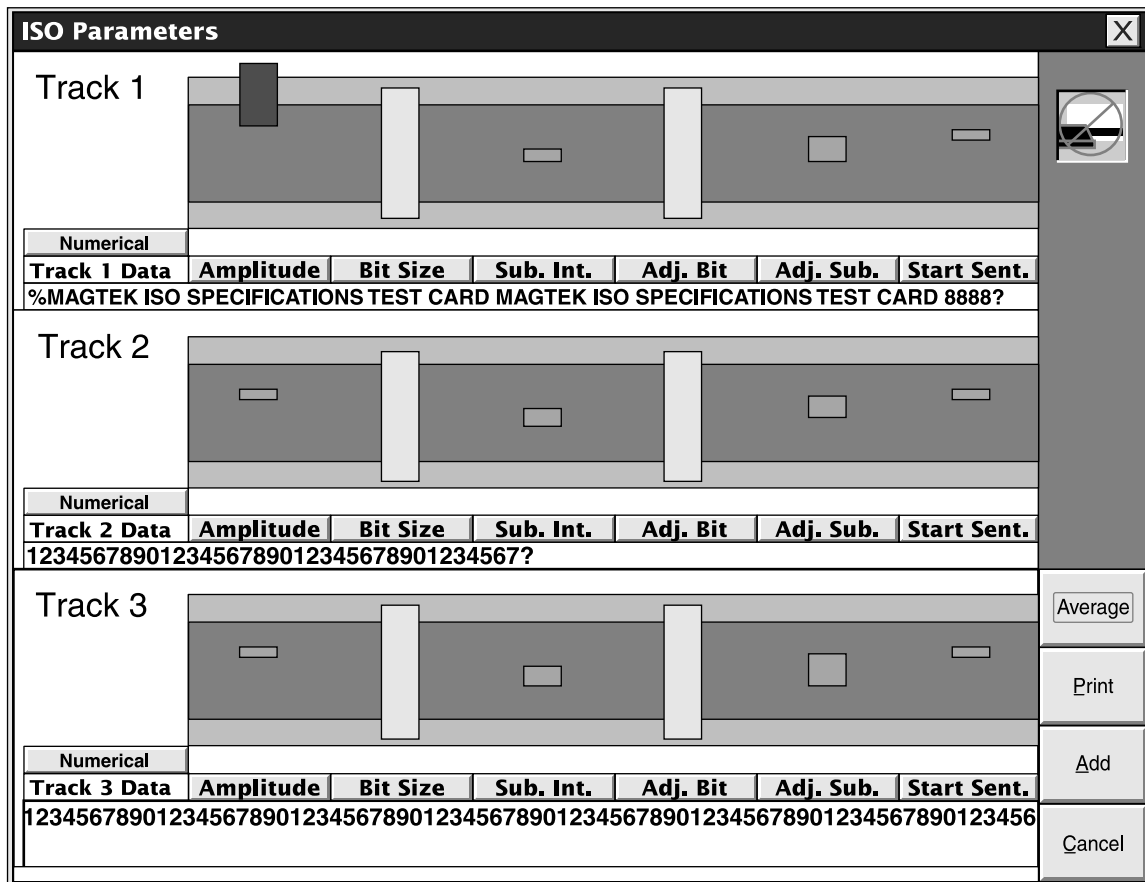 ISO Parameters
X
Track 1
Numerical
Track 1 Data Amplitude Bit Size Sub. Int. Adj. Bit Adj. Sub. Start Sent.
%MAGTEK ISO SPECIFICATIONS TEST CARD MAGTEK ISO SPECIFICATIONS TEST CARD 8888?
Track 2
Numerical
Track 2 Data Amplitude Bit Size Sub. Int. Adj. Bit Adj. Sub. Start Sent.
1234567890123456789012345678901234567?
Track 3
Numerical
Track 3 Data Amplitude Bit Size Sub. Int. Adj. Bit Adj. Sub. Start Sent.
1234567890123456789012345678901234567890123456789012345678901234567890123456
Average
Print
Add
Cancel